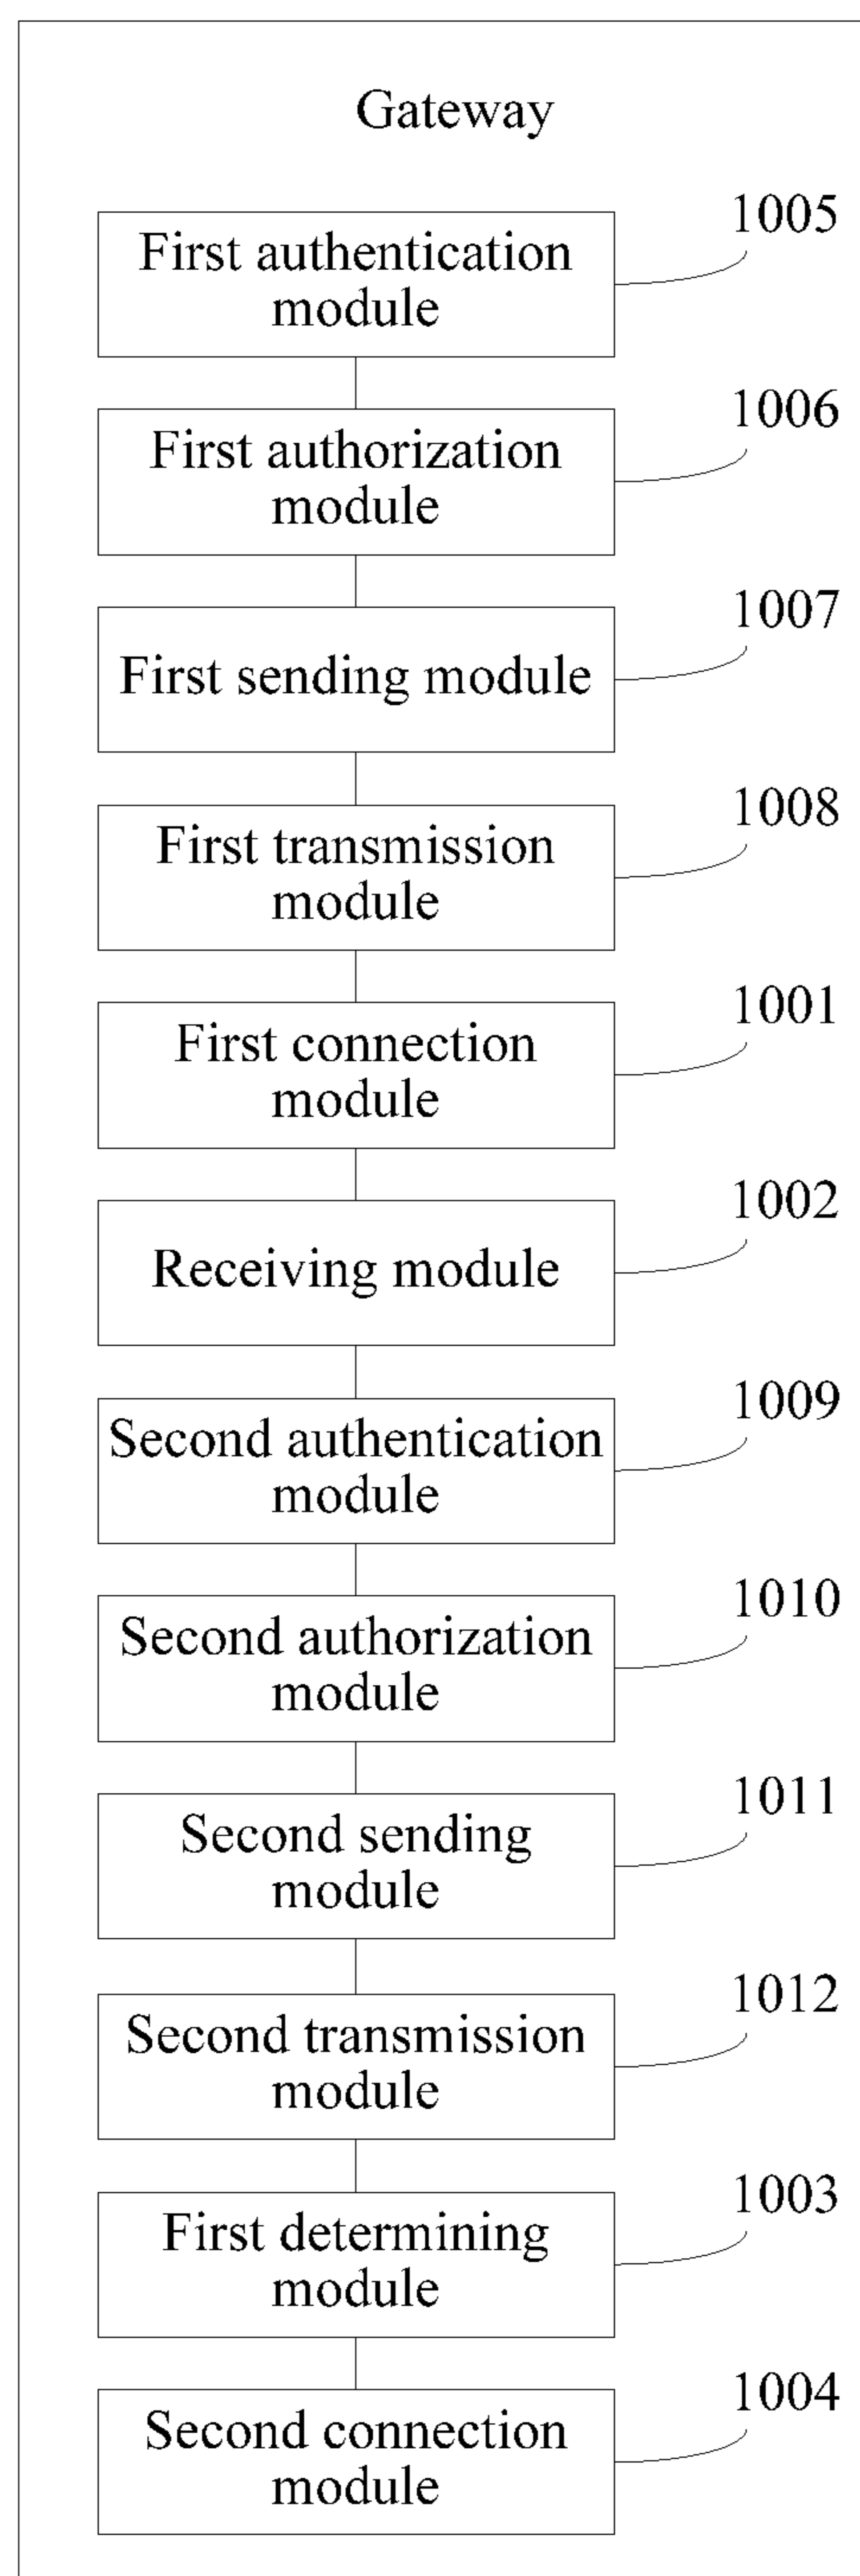 Gateway
1005
First authentication
module
1006
First authorization
module
1007
First sending module
1008
First transmission
module
1001
First connection
module
1002
Receiving module
1009
Second authentication
module
1010
Second authorization
module
1011
Second sending
module
1012
Second transmission
module
1003
First determining
module
1004
Second connection
module